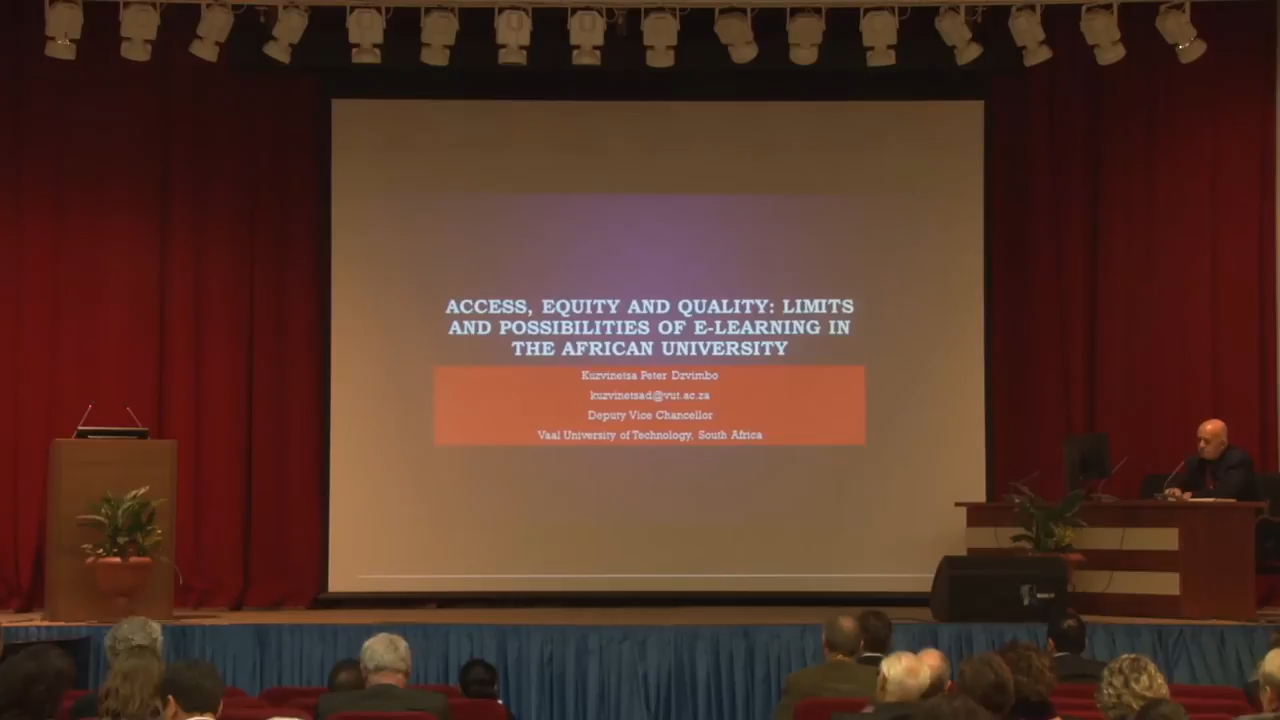 ACCESS, EQUITY AND QUALITY: LIMITS
AND POSSIBILITIES OF E-LEARNING IN
THE AFRICAN UNIVERSITY
Kuzvinetsa Peter Dzvimbo
kuzvinetsad@vut.ac.za
Deputy Vice Chancellor
Vaal University of Technology, South Africa